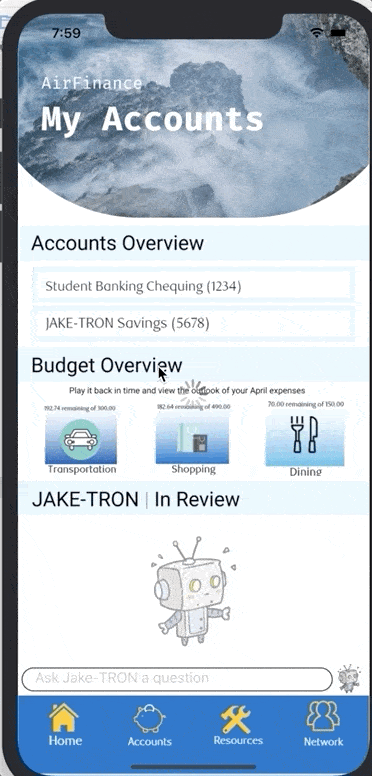 7:59
AirFinance
My Accounts
Accounts Overview
Student Banking Chequing (1234)
JAKE-TRON Savings (5678)
Budget Overview
Play it back in time and view the outlook of your April expenses
192.74 remaining of 300.00
182.64 remaining of 490.00
70.00 remaining of 150.00
Transportation
Shopping
Dining
JAKE-TRON | In Review
Ask Jake-TRON a question
Home
Accounts
Resources
Network